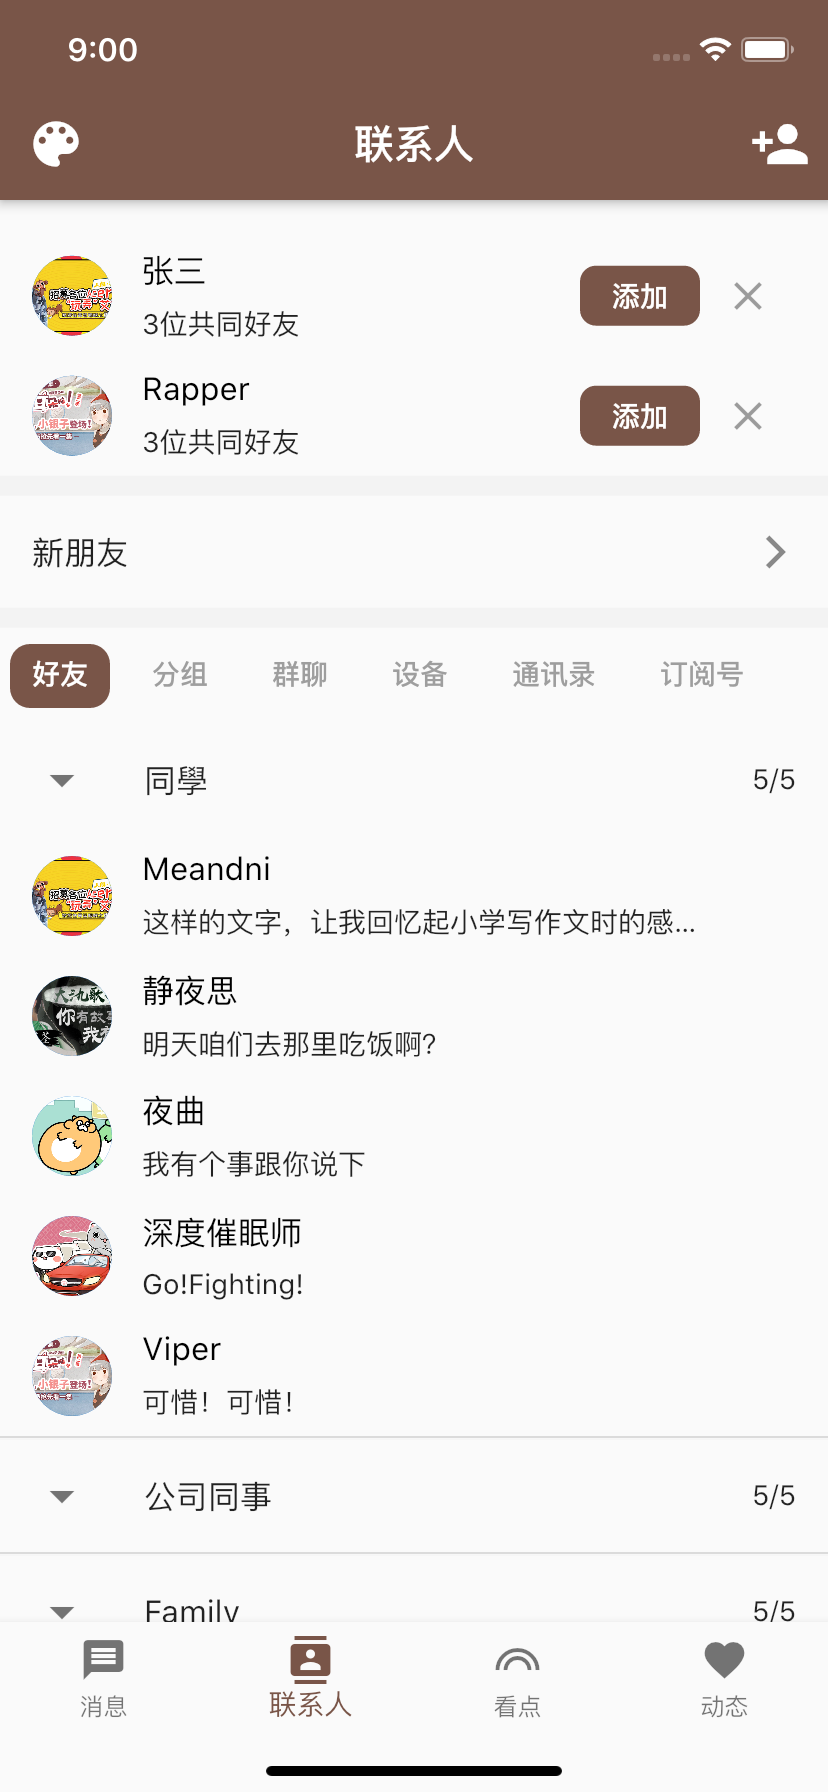 9:00
联系人
张三
3位共同好友
添加
Rapper
3位共同好友
添加
新朋友
好友 分组 群聊 设备 通讯录 订阅号
同學 5/5
Meandni
这样的文字，让我回忆起小学写作文时的感...
静夜思
明天咱们去那里吃饭啊?
夜曲
我有个事跟你说下
深度催眠师
Go!Fighting!
Viper
可惜！可惜！
公司同事 5/5
Family 5/5
消息 联系人 看点 动态